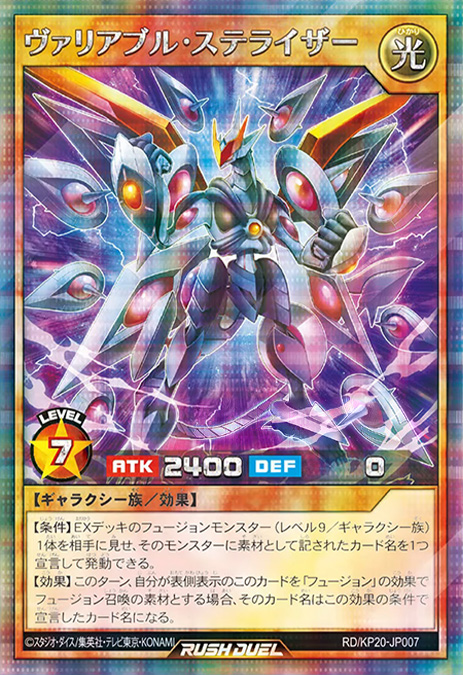 ヴァリアブル・ステライザー
光
LEVEL
7
ATK 2400 DEF 0
【ギャラクシー族/効果】
【条件】EXデッキのフュージョンモンスター(レベル9/ギャラクシー族)
1体を相手に見せ、そのモンスターに素材として記されたカード名を1つ
宣言して発動できる。
【効果】このターン、自分が表側表示のこのカードを「フュージョン」の効果で
フュージョン召喚の素材とする場合、そのカード名はこの効果の条件で
宣言したカード名になる。
©スタジオ・ダイス/集英社・テレビ東京・KONAMI
RUSH DUEL
RD/KP20-JP007